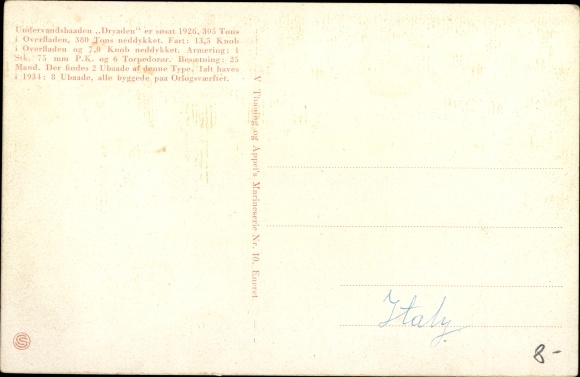 Undervandsbaaden „Dryaden" er søsat 1926, 305 Tons
i Overfladen, 380 Tons neddykket. Fart: 13,5 Knob
i Overfladen og 7,0 Knob neddykket. Armering: 1
Stk. 75 mm P.K. og 6 Torpedorør. Besætning: 25
Mand. Der findes 2 Ubaade af denne Type. Ialt haves
i 1934: 8 Ubaade, alle byggede paa Orlogsværftet.
V. Thaning og Appel's Marineserie Nr. 10. Eneret
Italy
8-